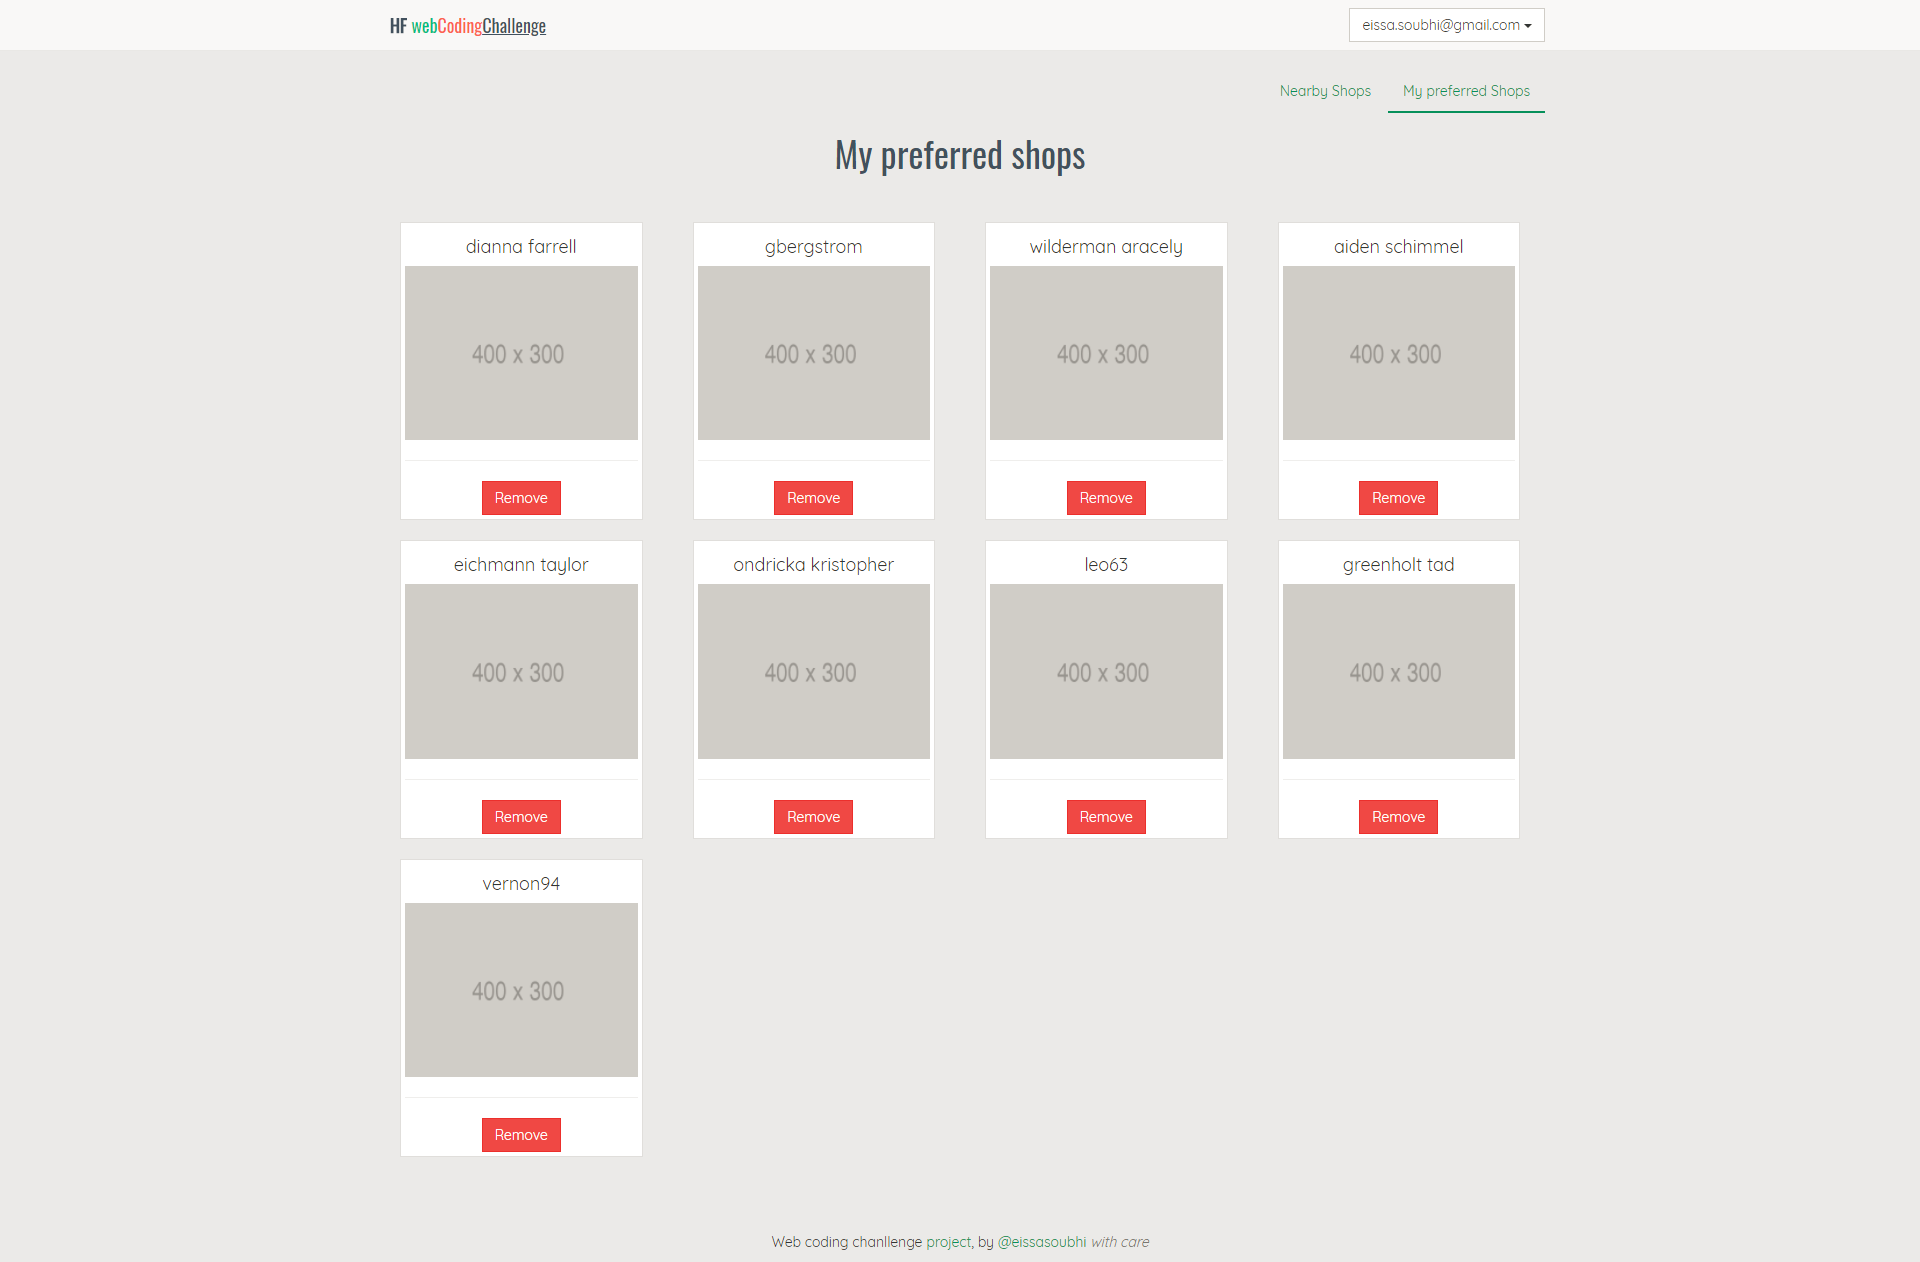 HF webCodingChallenge
eissa.soubhi@gmail.com
Nearby Shops
My preferred Shops
My preferred shops
dianna farrell
gbergstrom
wilderman aracely
aiden schimmel
400 x 300
400 x 300
400 x 300
400 x 300
Remove
Remove
Remove
Remove
eichmann taylor
ondricka kristopher
leo63
greenholt tad
400 x 300
400 x 300
400 x 300
400 x 300
Remove
Remove
Remove
Remove
vernon94
400 x 300
Remove
Web coding chanllenge project, by @eissasoubhi with care